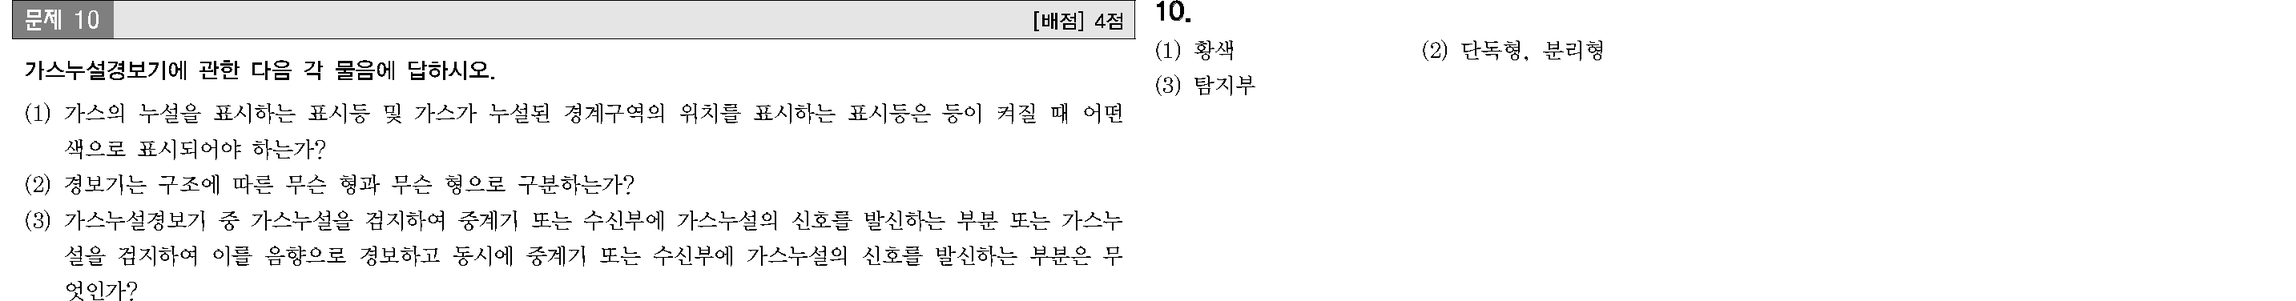 문제 10
[배점] 4점
가스누설경보기에 관한 다음 각 물음에 답하시오.
(1) 가스의 누설을 표시하는 표시등 및 가스가 누설된 경계구역의 위치를 표시하는 표시등은 등이 켜질 때 어떤
색으로 표시되어야 하는가?
(2) 경보기는 구조에 따른 무슨 형과 무슨 형으로 구분하는가?
(3) 가스누설경보기 중 가스누설을 검지하여 중계기 또는 수신부에 가스누설의 신호를 발신하는 부분 또는 가스누
설을 검지하여 이를 음향으로 경보하고 동시에 중계기 또는 수신부에 가스누설의 신호를 발신하는 부분은 무
엇인가?
10.
(1) 황색
(2) 단독형, 분리형
(3) 탐지부